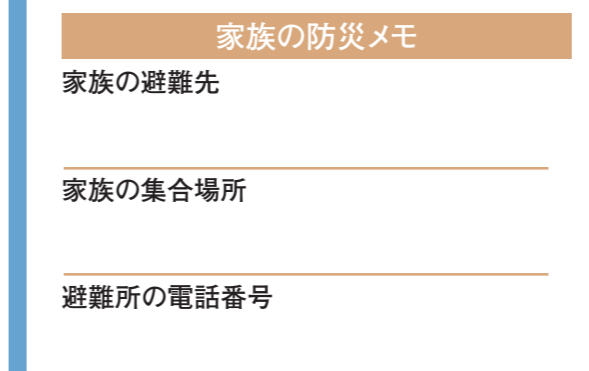 家族の防災メモ
家族の避難先
家族の集合場所
避難所の電話番号